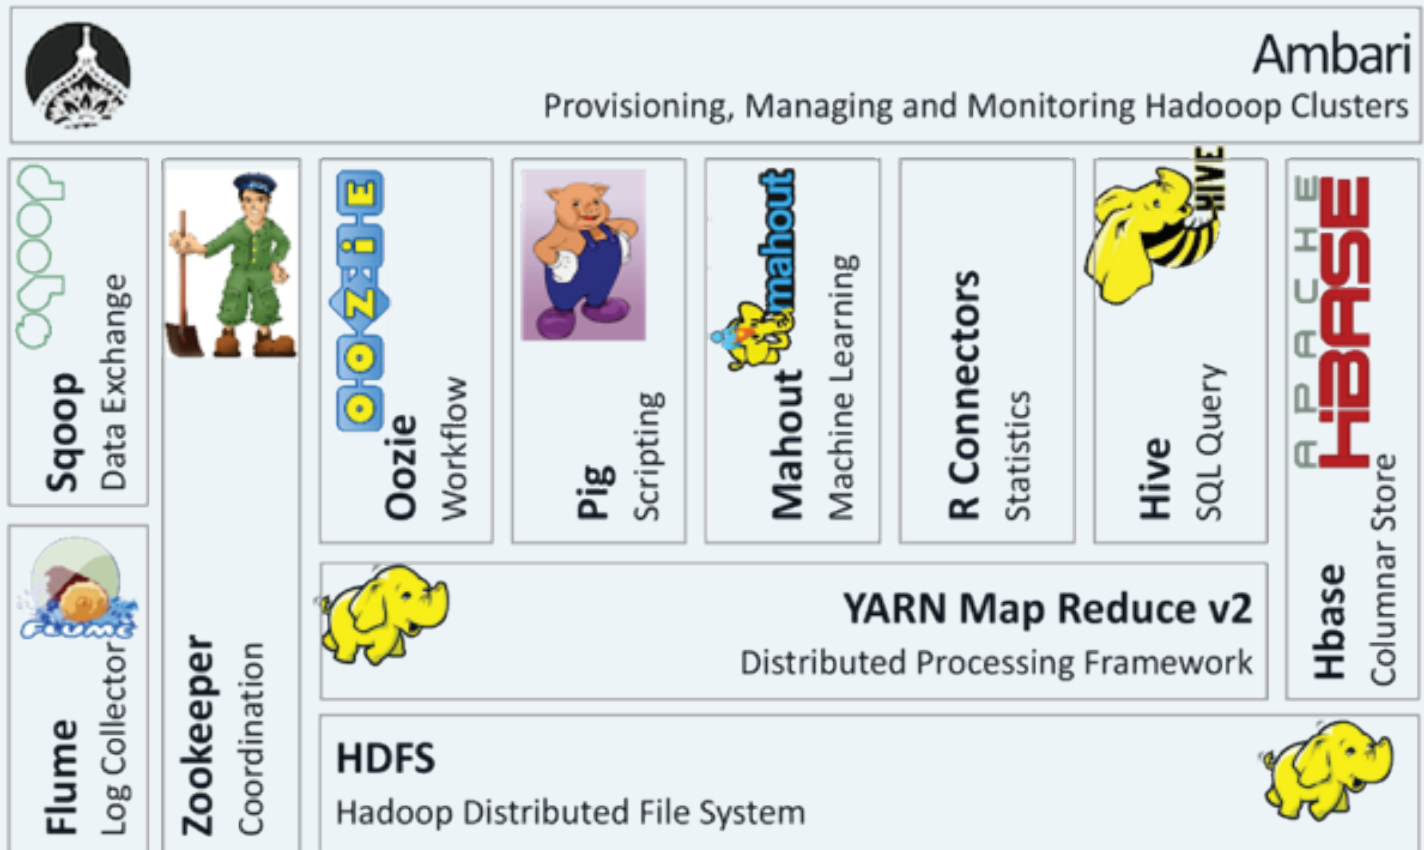 Ambari
Provisioning, Managing and Monitoring Hadooop Clusters
sqoop
Sqoop
Data Exchange
Zookeeper
Coordination
OOZiE
Oozie
Workflow
Pig
Scripting
mahout
Mahout
Machine Learning
R Connectors
Statistics
HIVE
Hive
SQL Query
APACHE
HBASE
Hbase
Columnar Store
FLUME
Flume
Log Collector
YARN Map Reduce v2
Distributed Processing Framework
HDFS
Hadoop Distributed File System